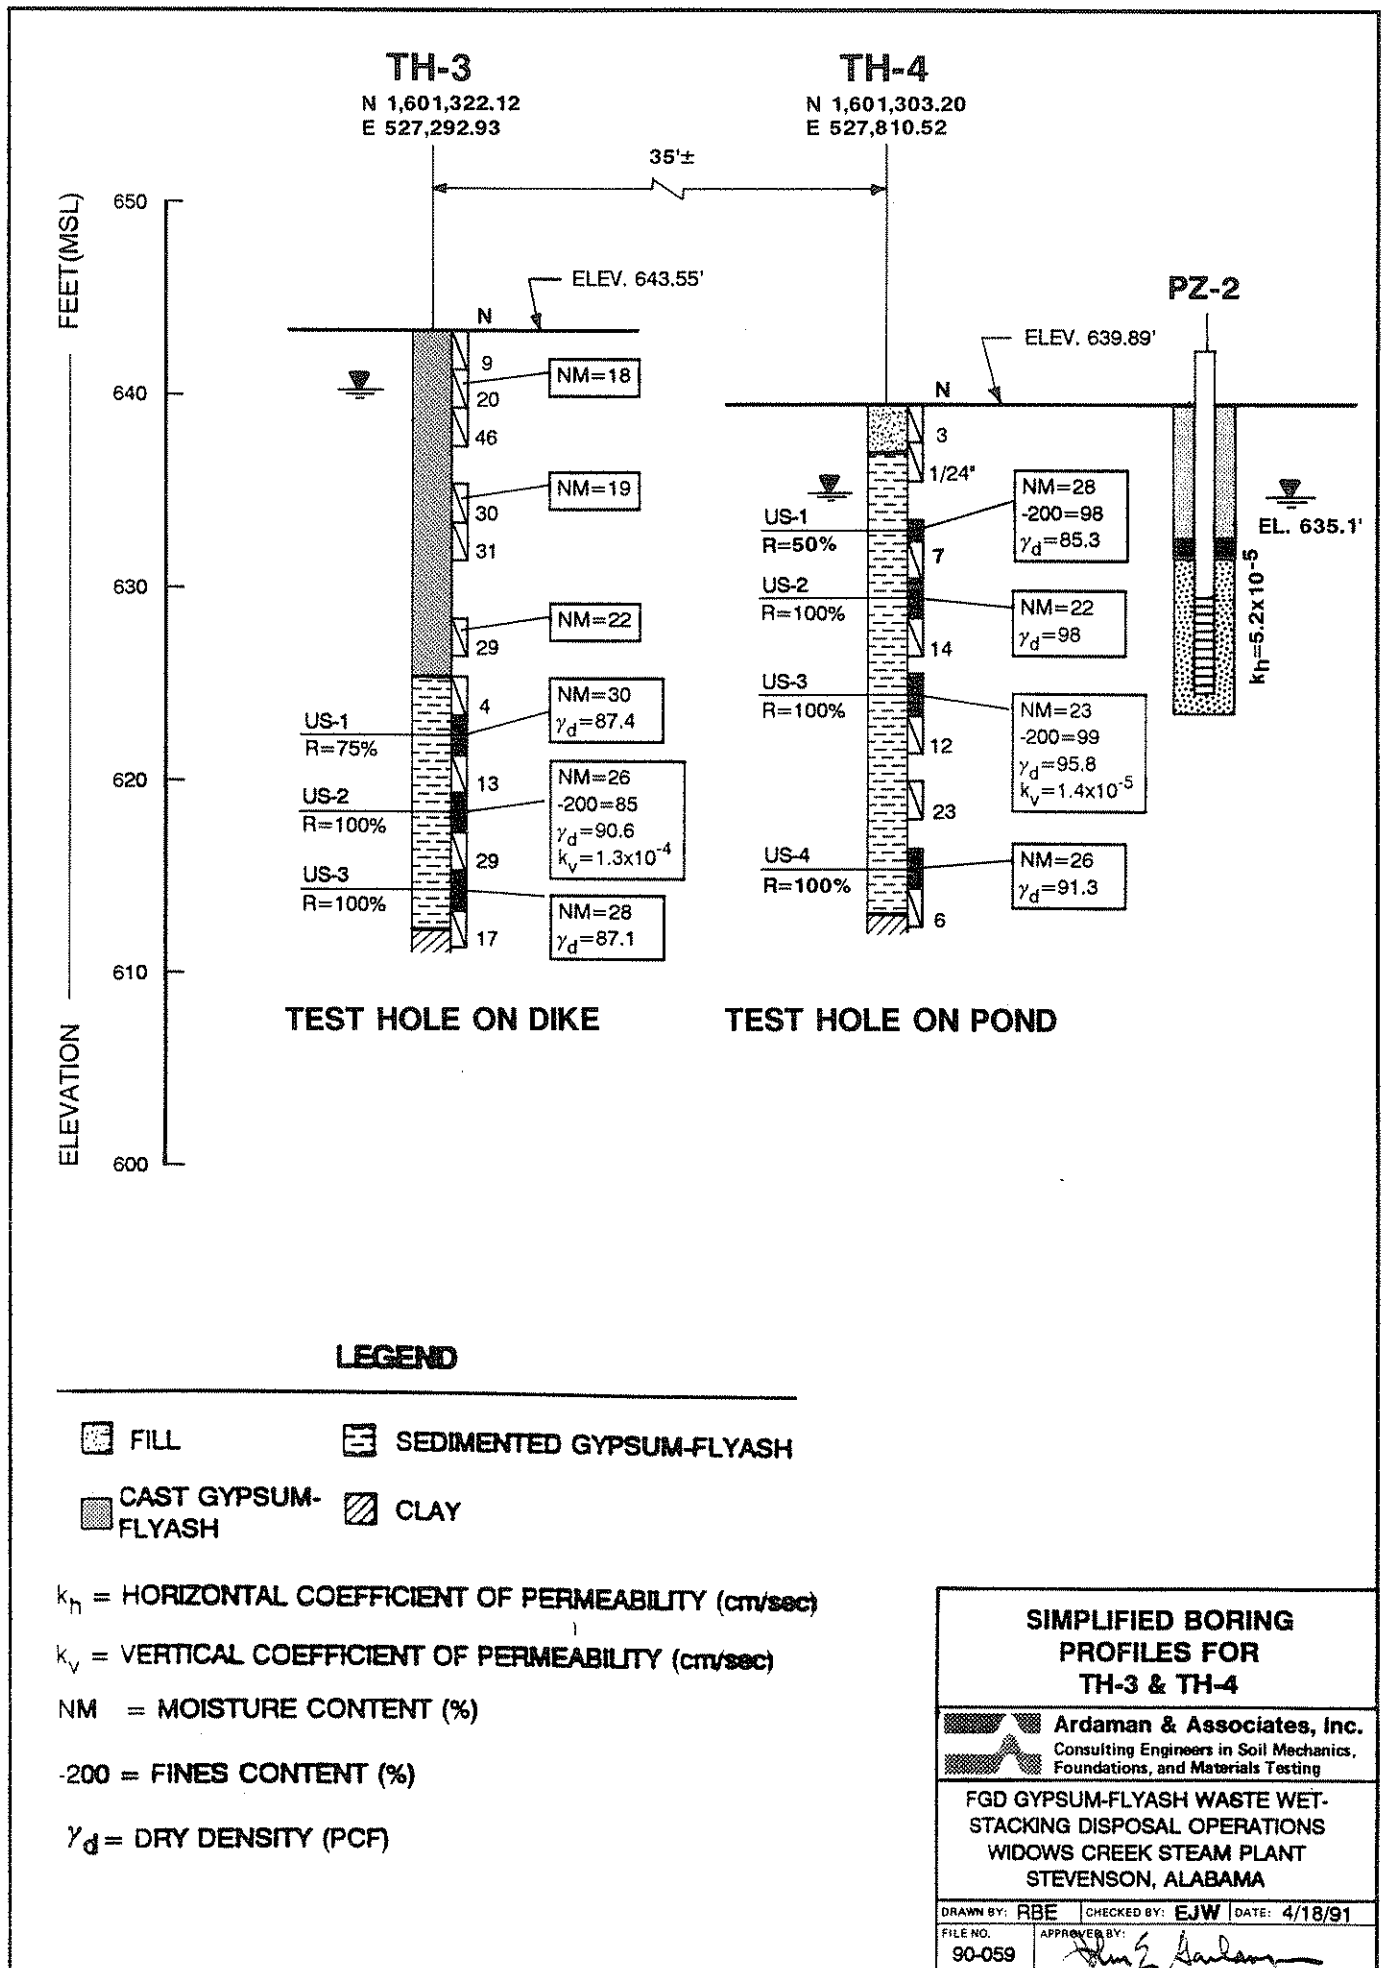 TH-3
N 1,601,322.12
E 527,292.93
TH-4
N 1,601,303.20
E 527,810.52
35'±
FEET(MSL)
ELEVATION
650
640
630
620
610
600
ELEV. 643.55'
N
9
20
46
30
31
29
4
13
29
17
NM=18
NM=19
NM=22
NM=30
γd=87.4
NM=26
-200=85
γd=90.6
kv=1.3x10-4
NM=28
γd=87.1
US-1
R=75%
US-2
R=100%
US-3
R=100%
TEST HOLE ON DIKE
ELEV. 639.89'
N
3
1/24"
7
14
12
23
6
US-1
R=50%
US-2
R=100%
US-3
R=100%
US-4
R=100%
NM=28
-200=98
γd=85.3
NM=22
γd=98
NM=23
-200=99
γd=95.8
kv=1.4x10-5
NM=26
γd=91.3
TEST HOLE ON POND
PZ-2
EL. 635.1'
kh=5.2x10-5
LEGEND
FILL
SEDIMENTED GYPSUM-FLYASH
CAST GYPSUM-
FLYASH
CLAY
kh = HORIZONTAL COEFFICIENT OF PERMEABILITY (cm/sec)
kv = VERTICAL COEFFICIENT OF PERMEABILITY (cm/sec)
NM = MOISTURE CONTENT (%)
-200 = FINES CONTENT (%)
γd = DRY DENSITY (PCF)
SIMPLIFIED BORING
PROFILES FOR
TH-3 & TH-4
Ardaman & Associates, Inc.
Consulting Engineers in Soil Mechanics,
Foundations, and Materials Testing
FGD GYPSUM-FLYASH WASTE WET-
STACKING DISPOSAL OPERATIONS
WIDOWS CREEK STEAM PLANT
STEVENSON, ALABAMA
DRAWN BY: RBE CHECKED BY: EJW DATE: 4/18/91
FILE NO.
90-059
APPROVED BY: